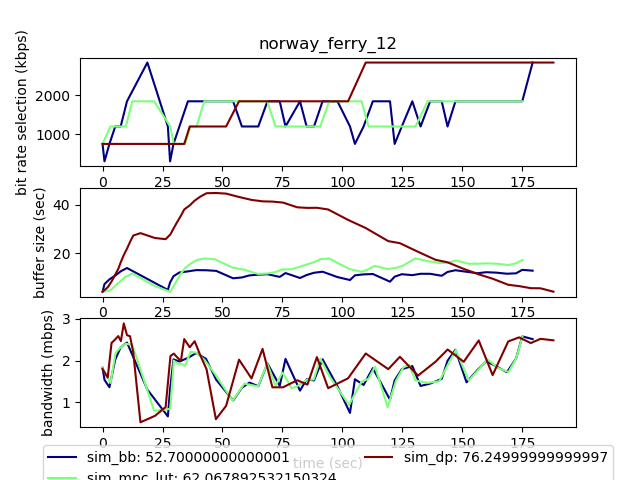 norway_ferry_12
bit rate selection (kbps)
2000
1000
0 25 50 75 100 125 150 175
buffer size (sec)
40
20
0 25 50 75 100 125 150 175
bandwidth (mbps)
3
2
1
0 25 50 75 100 125 150 175
time (sec)
sim_bb: 52.70000000000001
sim_dp: 76.24999999999997
sim_mpc_lut: 62.067892532150324